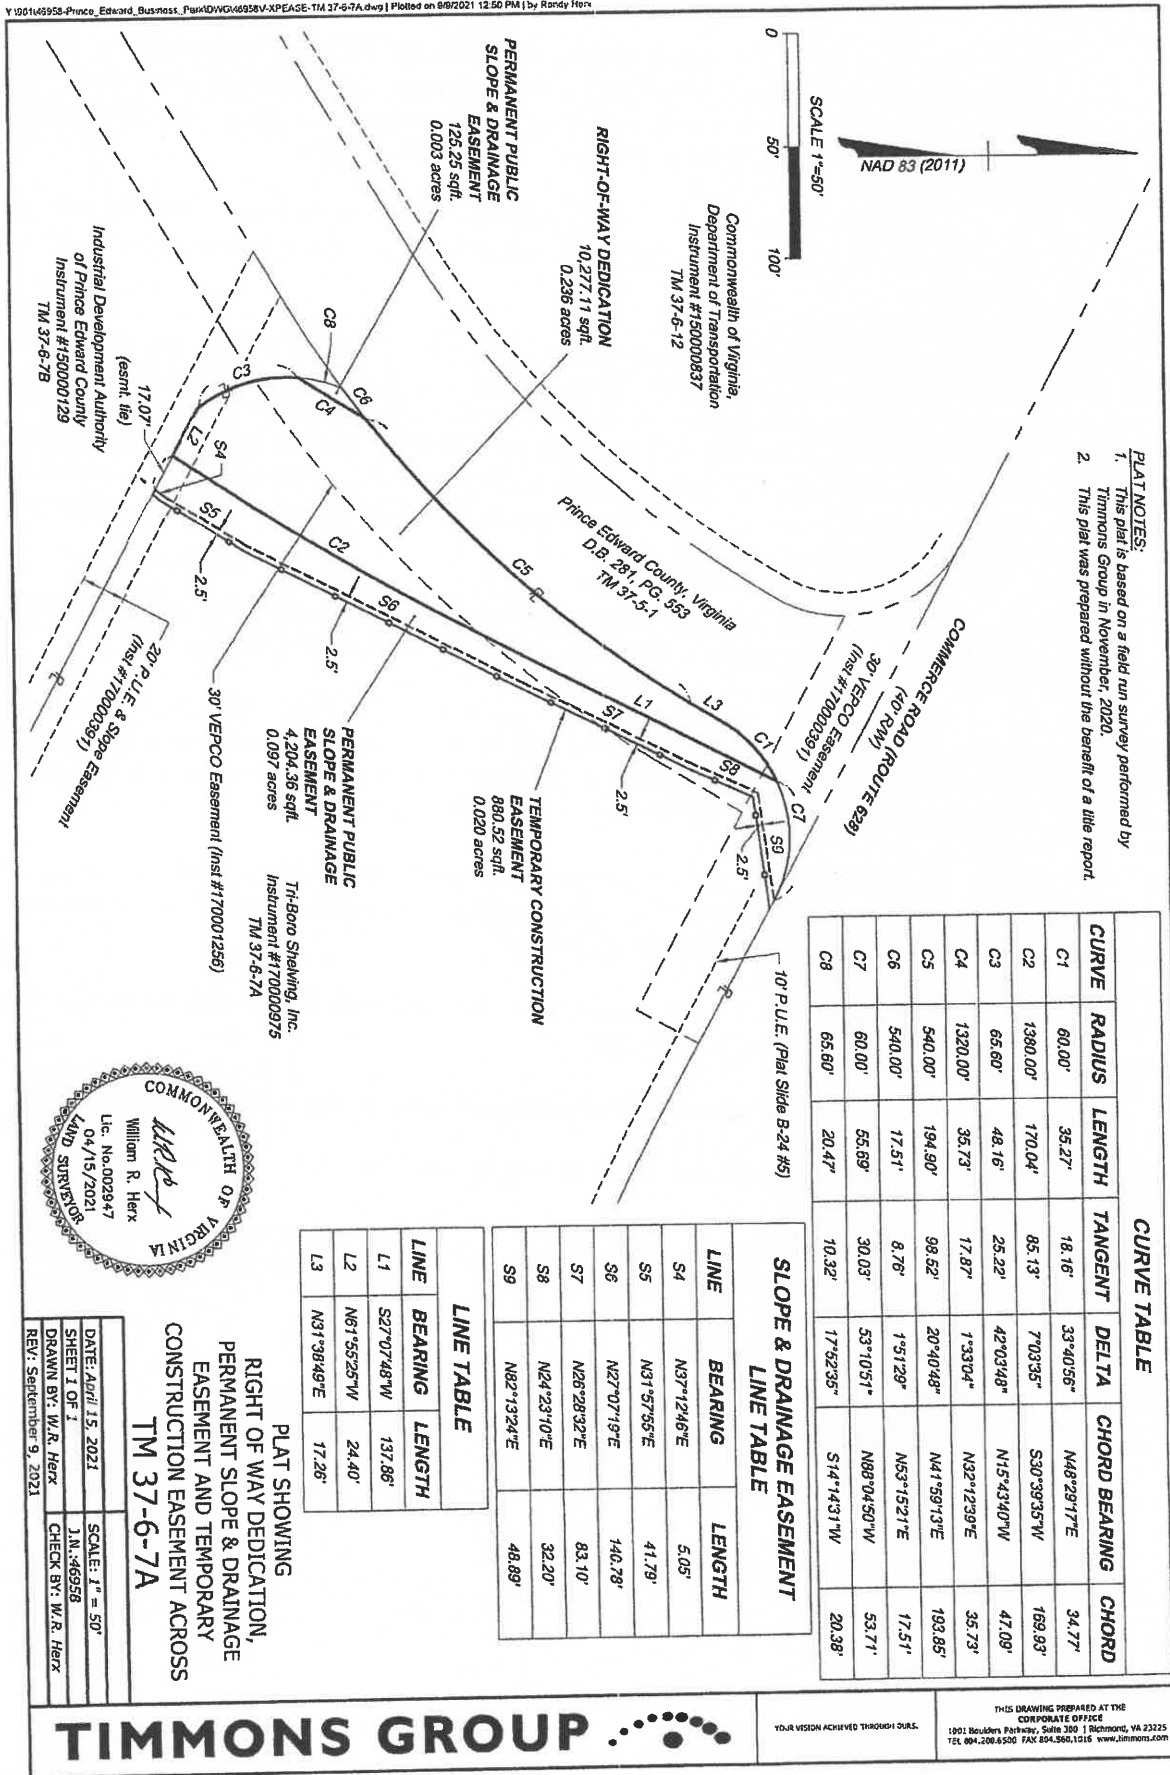 Y:\901\46958-Prince_Edward_Business_Park\DWG\46958V-XPEASE-TM 37-6-7A.dwg | Plotted on 9/9/2021 12:50 PM | by Randy Herx
PLAT NOTES:
1. This plat is based on a field run survey performed by
Timmons Group in November, 2020.
2. This plat was prepared without the benefit of a title report.
NAD 83 (2011)
SCALE 1"=50'
0 50' 100'
Commonwealth of Virginia,
Department of Transportation
Instrument #150000837
TM 37-6-12
RIGHT-OF-WAY DEDICATION
10,277.11 sqft.
0.236 acres
PERMANENT PUBLIC
SLOPE & DRAINAGE
EASEMENT
125.25 sqft.
0.003 acres
COMMERCE ROAD (ROUTE 628)
(40' R/W)
30' VEPCO Easement
(Inst #170000391)
Prince Edward County, Virginia
D.B. 281, PG. 553
TM 37-5-1
C8
C6
C4
C3
C5
C2
L3
L1
C1
C7
L2
S4
S5
S6
S7
S8
S9
2.5'
2.5'
2.5'
2.5'
17.07'
(esmt. tie)
Industrial Development Authority
of Prince Edward County
Instrument #150000129
TM 37-6-7B
20' P.U.E. & Slope Easement
(Inst #170000391)
30' VEPCO Easement (Inst #170001256)
PERMANENT PUBLIC
SLOPE & DRAINAGE
EASEMENT
4,204.36 sqft.
0.097 acres
TEMPORARY CONSTRUCTION
EASEMENT
880.52 sqft.
0.020 acres
Tri-Boro Shelving, Inc.
Instrument #170000975
TM 37-6-7A
10' P.U.E. (Plat Slide B-24 #5)
CURVE TABLE
CURVE RADIUS LENGTH TANGENT DELTA CHORD BEARING CHORD
C1 60.00' 35.27' 18.16' 33°40'56" N48°29'17"E 34.77'
C2 1380.00' 170.04' 85.13' 7°03'35" S30°39'35"W 169.93'
C3 65.60' 48.16' 25.22' 42°03'48" N15°43'40"W 47.09'
C4 1320.00' 35.73' 17.87' 1°33'04" N32°12'39"E 35.73'
C5 540.00' 194.90' 98.52' 20°40'48" N41°59'13"E 193.85'
C6 540.00' 17.51' 8.76' 1°51'29" N53°15'21"E 17.51'
C7 60.00' 55.69' 30.03' 53°10'51" N88°04'50"W 53.71'
C8 65.60' 20.47' 10.32' 17°52'35" S14°14'31"W 20.38'
SLOPE & DRAINAGE EASEMENT
LINE TABLE
LINE BEARING LENGTH
S4 N37°12'46"E 5.05'
S5 N31°57'55"E 41.79'
S6 N27°07'19"E 140.78'
S7 N26°28'32"E 83.10'
S8 N24°23'10"E 32.20'
S9 N82°13'24"E 48.89'
LINE TABLE
LINE BEARING LENGTH
L1 S27°07'48"W 137.86'
L2 N61°55'25"W 24.40'
L3 N31°38'49"E 17.26'
COMMONWEALTH OF VIRGINIA
William R. Herx
Lic. No.002947
04/15/2021
LAND SURVEYOR
PLAT SHOWING
RIGHT OF WAY DEDICATION,
PERMANENT SLOPE & DRAINAGE
EASEMENT AND TEMPORARY
CONSTRUCTION EASEMENT ACROSS
TM 37-6-7A
DATE: April 15, 2021 SCALE: 1" = 50'
SHEET 1 OF 1 J.N.:46958
DRAWN BY: W.R. Herx CHECK BY: W.R. Herx
REV: September 9, 2021
TIMMONS GROUP
YOUR VISION ACHIEVED THROUGH OURS.
THIS DRAWING PREPARED AT THE
CORPORATE OFFICE
1001 Boulders Parkway, Suite 300 | Richmond, VA 23225
TEL 804.200.6500 FAX 804.560.1016 www.timmons.com